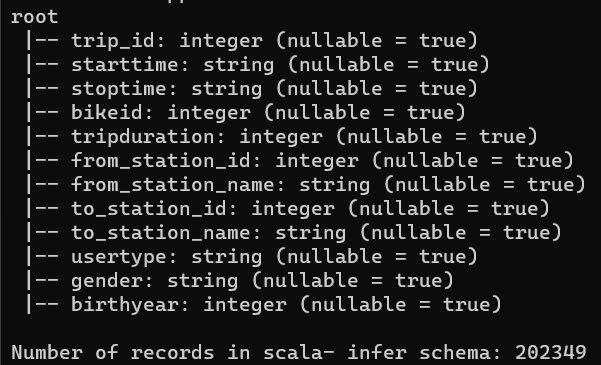 root
 |-- trip_id: integer (nullable = true)
 |-- starttime: string (nullable = true)
 |-- stoptime: string (nullable = true)
 |-- bikeid: integer (nullable = true)
 |-- tripduration: integer (nullable = true)
 |-- from_station_id: integer (nullable = true)
 |-- from_station_name: string (nullable = true)
 |-- to_station_id: integer (nullable = true)
 |-- to_station_name: string (nullable = true)
 |-- usertype: string (nullable = true)
 |-- gender: string (nullable = true)
 |-- birthyear: integer (nullable = true)
Number of records in scala- infer schema: 202349